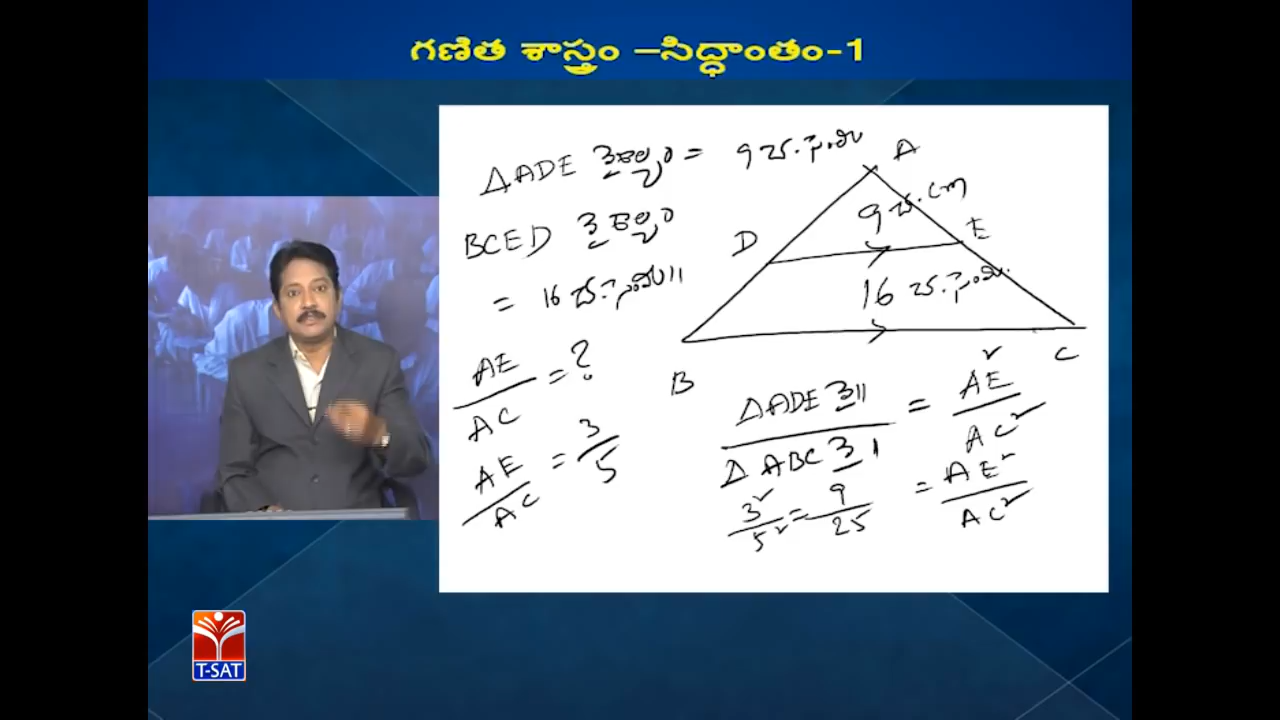 గణిత శాస్త్రం –సిద్ధాంతం-1
ΔADE వైశాల్యం = 9 చ.సెంమీ
BCED వైశాల్యం
= 16 చ.సెంమీ॥
AE/AC = ?
AE/AC = 3/5
A
D
E
9 చ.cm
16 చ.సెంమీ.
B
C
ΔADE వై॥ / ΔABC వై। = AE² / AC²
3²/5² = 9/25 = AE²/AC²
T-SAT